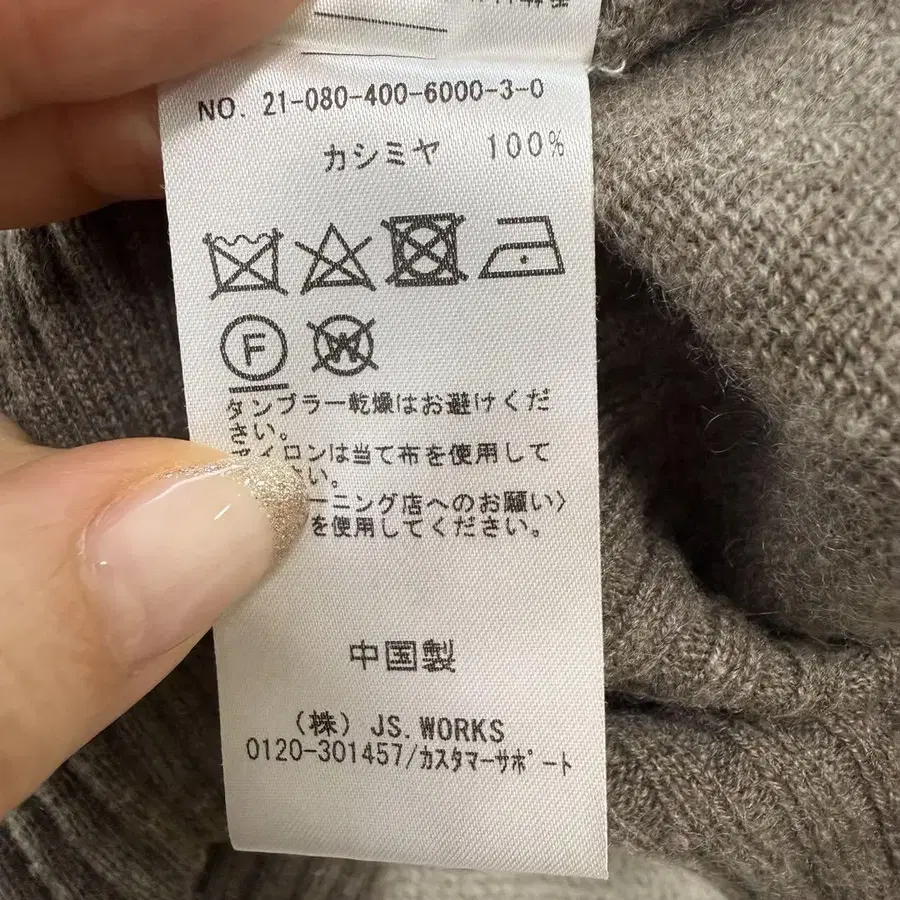 NO. 21-080-400-6000-3-0
カシミヤ 100%
F
W
タンブラー乾燥はお避けくだ
さい。
アイロンは当て布を使用して
い。
ーニング店へのお願い〉
を使用してください。
中国製
（株）JS.WORKS
0120-301457/カスタマーサポート